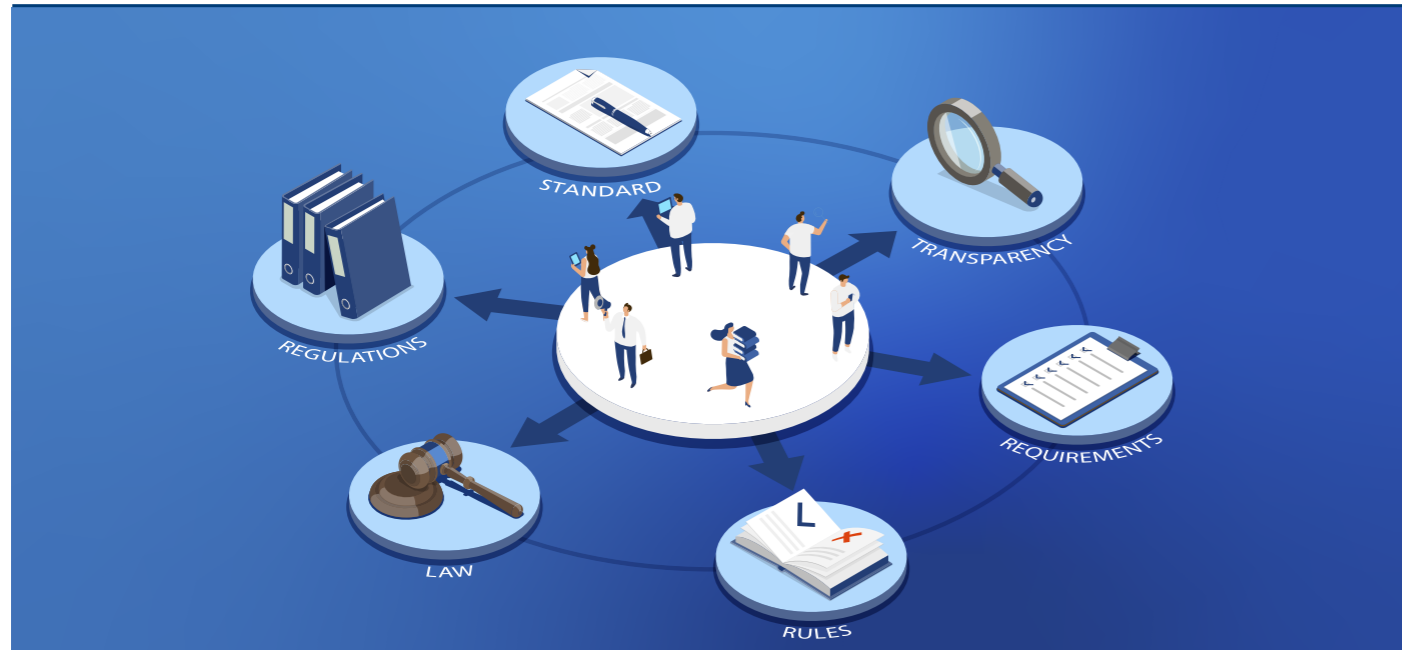 STANDARD
TRANSPARENCY
REGULATIONS
REQUIREMENTS
LAW
RULES